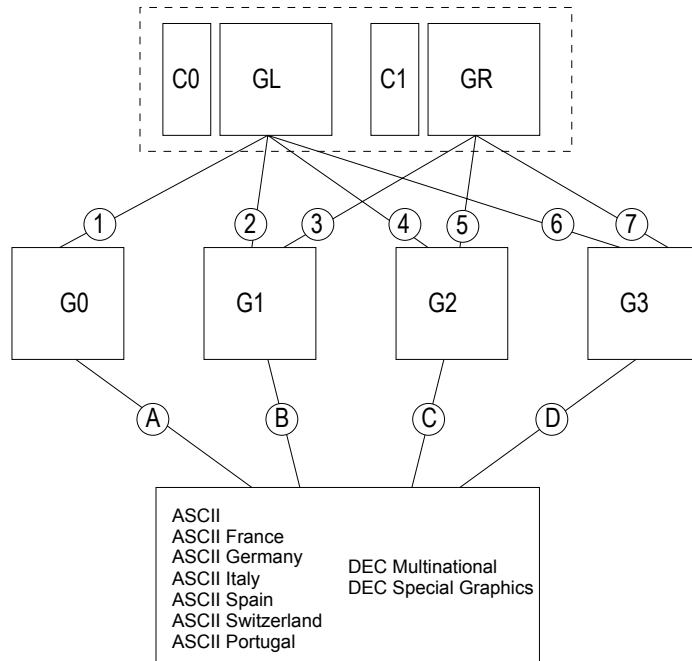 C0 GL C1 GR
1 2 3 4 5 6 7
G0 G1 G2 G3
A B C D
ASCII
ASCII France
ASCII Germany
ASCII Italy
ASCII Spain
ASCII Switzerland
ASCII Portugal
DEC Multinational
DEC Special Graphics